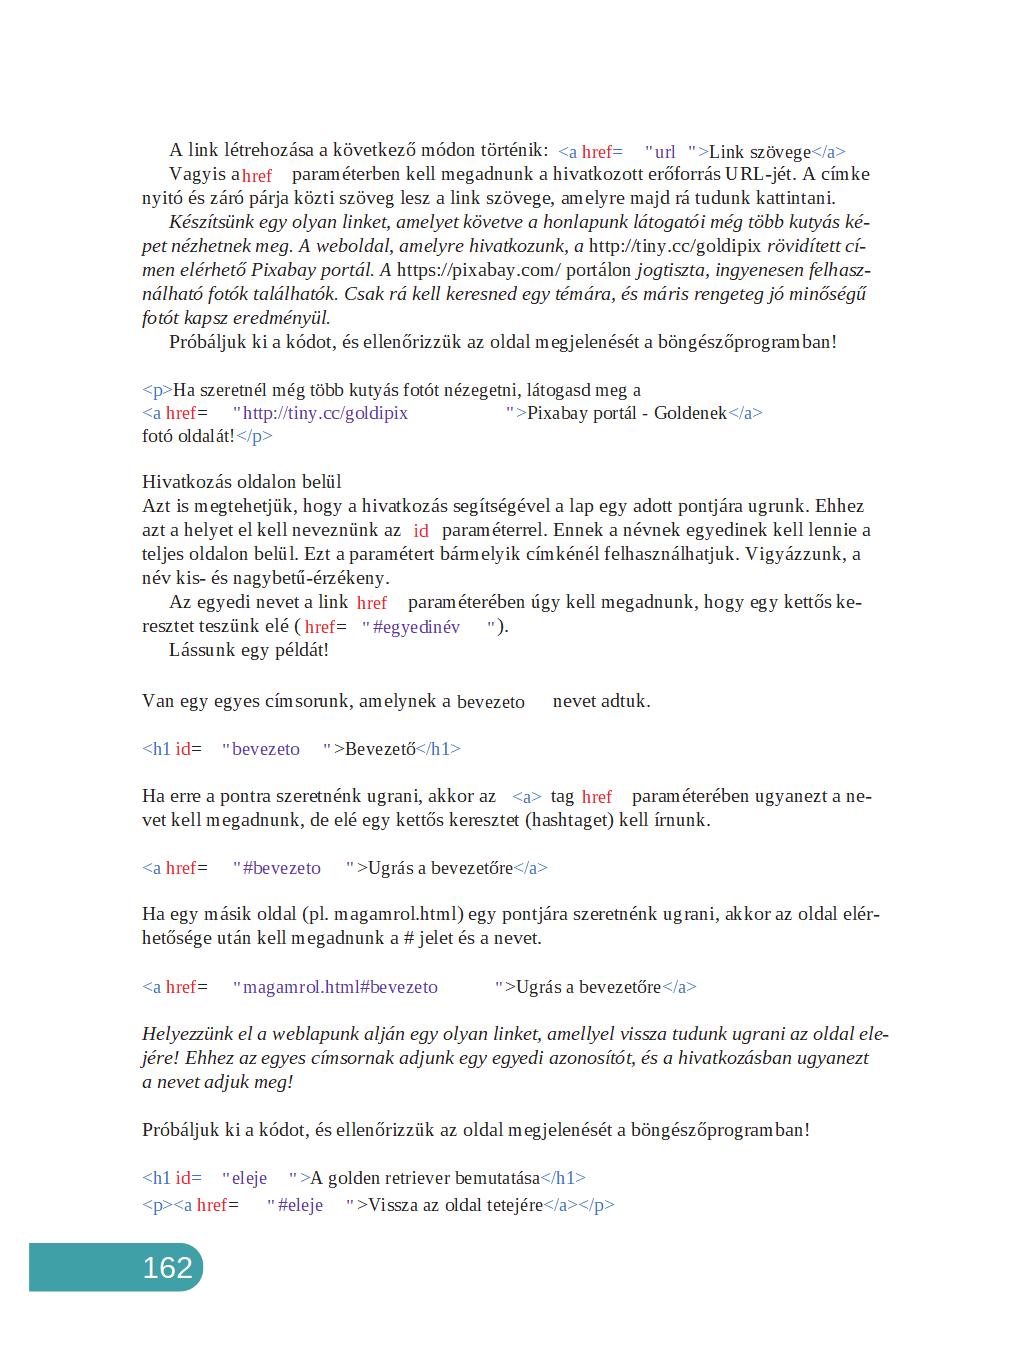 A link létrehozása a következő módon történik: <a href="url">Link szövege</a>
Vagyis a href paraméterben kell megadnunk a hivatkozott erőforrás URL-jét. A címke
nyitó és záró párja közti szöveg lesz a link szövege, amelyre majd rá tudunk kattintani.
Készítsünk egy olyan linket, amelyet követve a honlapunk látogatói még több kutyás ké-
pet nézhetnek meg. A weboldal, amelyre hivatkozunk, a http://tiny.cc/goldipix rövidített cí-
men elérhető Pixabay portál. A https://pixabay.com/ portálon jogtiszta, ingyenesen felhasz-
nálható fotók találhatók. Csak rá kell keresned egy témára, és máris rengeteg jó minőségű
fotót kapsz eredményül.
Próbáljuk ki a kódot, és ellenőrizzük az oldal megjelenését a böngészőprogramban!
<p>Ha szeretnél még több kutyás fotót nézegetni, látogasd meg a
<a href="http://tiny.cc/goldipix">Pixabay portál - Goldenek</a>
fotó oldalát!</p>
Hivatkozás oldalon belül
Azt is megtehetjük, hogy a hivatkozás segítségével a lap egy adott pontjára ugrunk. Ehhez
azt a helyet el kell neveznünk az id paraméterrel. Ennek a névnek egyedinek kell lennie a
teljes oldalon belül. Ezt a paramétert bármelyik címkénél felhasználhatjuk. Vigyázzunk, a
név kis- és nagybetű-érzékeny.
Az egyedi nevet a link href paraméterében úgy kell megadnunk, hogy egy kettős ke-
resztet teszünk elé (href="#egyedinév").
Lássunk egy példát!
Van egy egyes címsorunk, amelynek a bevezeto nevet adtuk.
<h1 id="bevezeto">Bevezető</h1>
Ha erre a pontra szeretnénk ugrani, akkor az <a> tag href paraméterében ugyanezt a ne-
vet kell megadnunk, de elé egy kettős keresztet (hashtaget) kell írnunk.
<a href="#bevezeto">Ugrás a bevezetőre</a>
Ha egy másik oldal (pl. magamrol.html) egy pontjára szeretnénk ugrani, akkor az oldal elér-
hetősége után kell megadnunk a # jelet és a nevet.
<a href="magamrol.html#bevezeto">Ugrás a bevezetőre</a>
Helyezzünk el a weblapunk alján egy olyan linket, amellyel vissza tudunk ugrani az oldal ele-
jére! Ehhez az egyes címsornak adjunk egy egyedi azonosítót, és a hivatkozásban ugyanezt
a nevet adjuk meg!
Próbáljuk ki a kódot, és ellenőrizzük az oldal megjelenését a böngészőprogramban!
<h1 id="eleje">A golden retriever bemutatása</h1>
<p><a href="#eleje">Vissza az oldal tetejére</a></p>
162